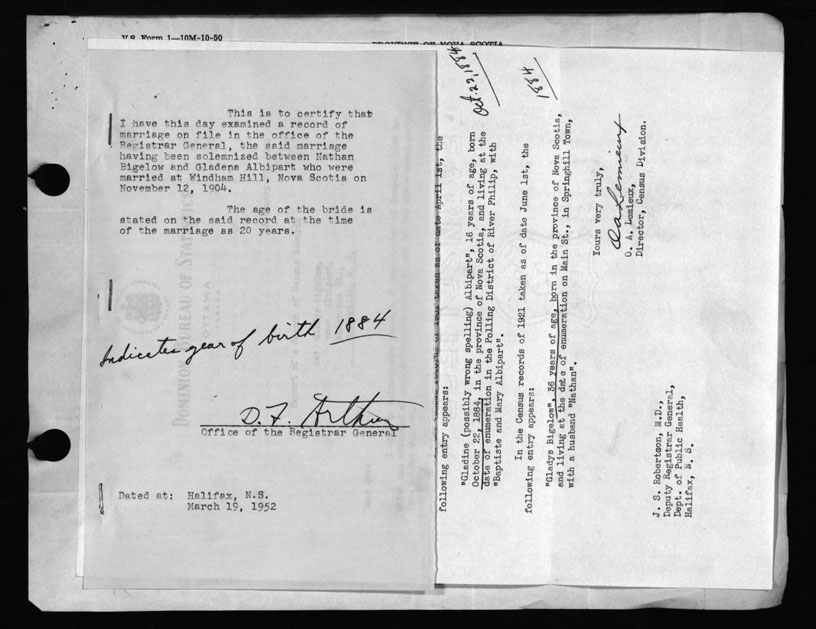 V.S. Form 1—10M-10-50
PROVINCE OF NOVA SCOTIA
This is to certify that
I have this day examined a record of
marriage on file in the office of the
Registrar General, the said marriage
having been solemnized between Nathan
Bigelow and Gladena Albipart who were
married at Windham Hill, Nova Scotia on
November 12, 1904.
The age of the bride is
stated on the said record at the time
of the marriage as 20 years.
Indicates year of birth 1884
D. F. Arthur
Office of the Registrar General
Dated at: Halifax, N.S.
March 19, 1952
taken as of date April 1st, the
following entry appears:
Oct. 22, 1884
"Gladine (possibly wrong spelling) Albipart", 16 years of age, born
October 22, 1884, in the province of Nova Scotia, and living at the
date of enumeration in the Polling District of River Philip, with
"Baptiste and Mary Albipart".
In the Census records of 1921 taken as of date June 1st, the
following entry appears:
1884
"Gladys Bigelow", 36 years of age, born in the province of Nova Scotia,
and living at the date of enumeration on Main St., in Springhill Town,
with a husband "Nathan".
Yours very truly,
O A Lemieux
O. A. Lemieux,
Director, Census Division.
J. S. Robertson, M.D.,
Deputy Registrar General,
Dept. of Public Health,
Halifax, N. S.